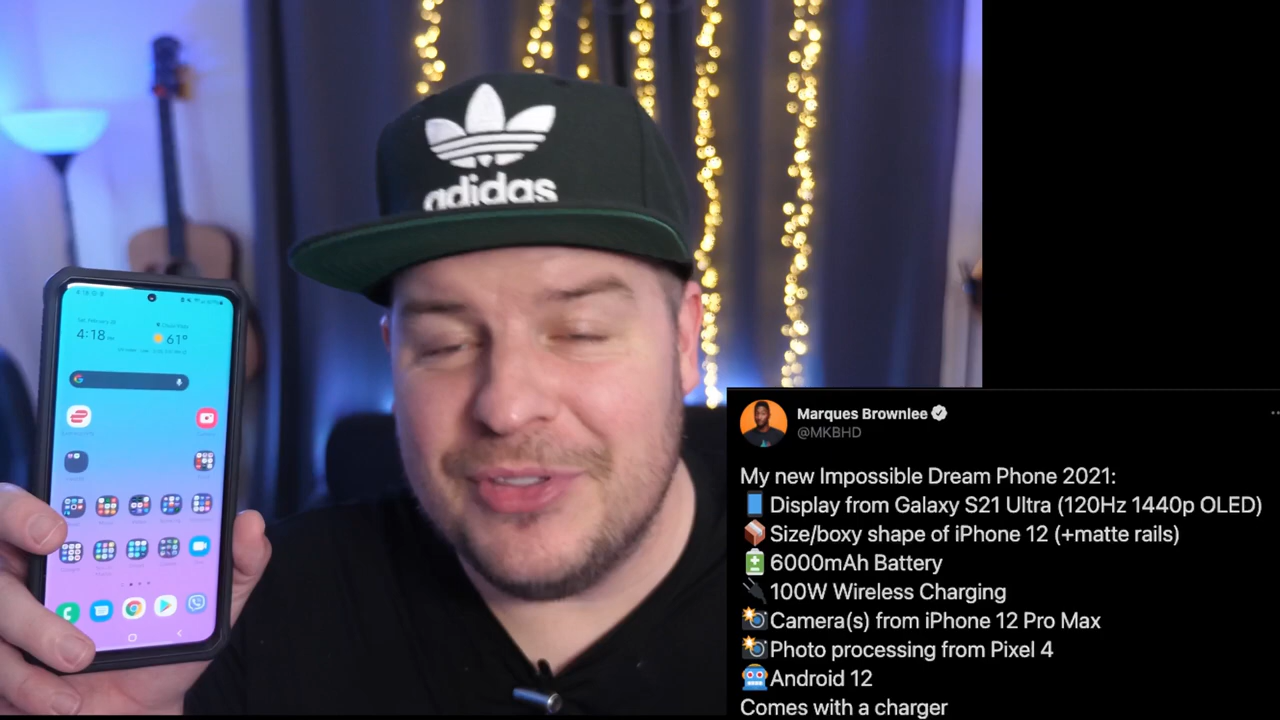 adidas
4:18
61°
Marques Brownlee
@MKBHD
My new Impossible Dream Phone 2021:
📱Display from Galaxy S21 Ultra (120Hz 1440p OLED)
📦Size/boxy shape of iPhone 12 (+matte rails)
🔋6000mAh Battery
🔌100W Wireless Charging
📸Camera(s) from iPhone 12 Pro Max
📸Photo processing from Pixel 4
🤖Android 12
Comes with a charger